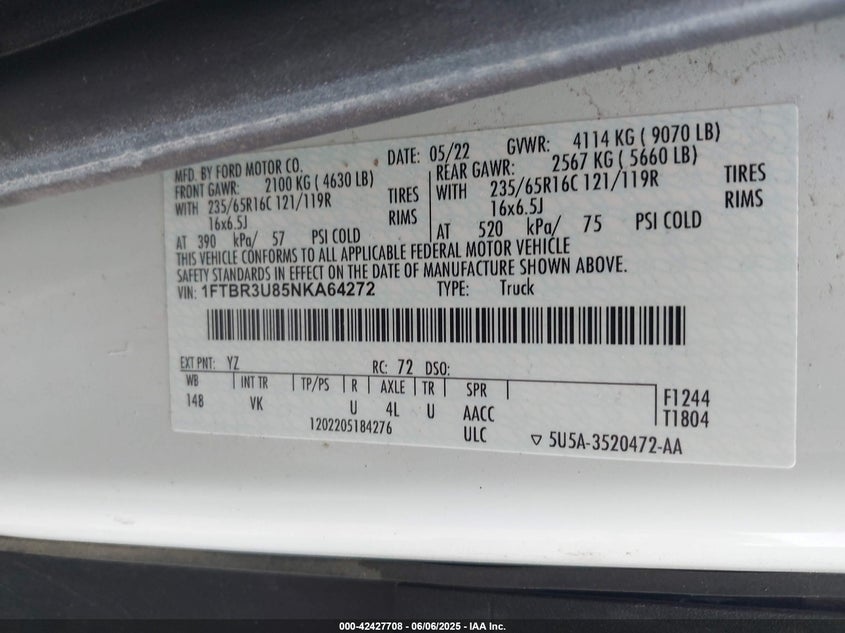 MFD. BY FORD MOTOR CO.
DATE: 05/22 GVWR: 4114 KG ( 9070 LB)
FRONT GAWR: 2100 KG ( 4630 LB)
WITH 235/65R16C 121/119R TIRES
16x6.5J RIMS
AT 390 kPa/ 57 PSI COLD
REAR GAWR: 2567 KG ( 5660 LB)
WITH 235/65R16C 121/119R TIRES
16x6.5J RIMS
AT 520 kPa/ 75 PSI COLD
THIS VEHICLE CONFORMS TO ALL APPLICABLE FEDERAL MOTOR VEHICLE
SAFETY STANDARDS IN EFFECT ON THE DATE OF MANUFACTURE SHOWN ABOVE.
VIN: 1FTBR3U85NKA64272 TYPE: Truck
EXT PNT: YZ RC: 72 DSO:
WB | INT TR | TP/PS | R | AXLE | TR | SPR
148 VK U 4L U AACC
1202205184276 ULC
F1244
T1804
▽ 5U5A-3520472-AA
000-42427708 - 06/06/2025 - IAA Inc.